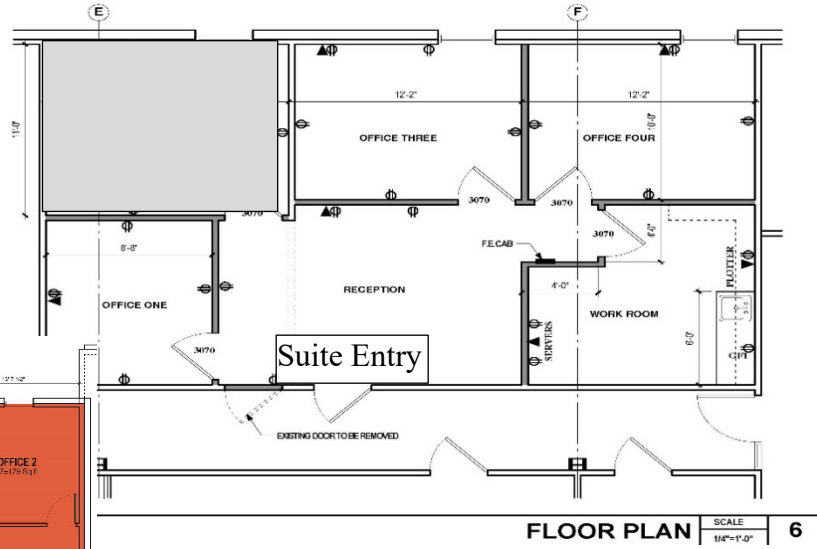 E
F
12'-2"
12'-2"
11'-0"
10'-0"
OFFICE THREE
OFFICE FOUR
3070
3070
3070
3070
F.E.CAB
4'-0"
8'-8"
OFFICE ONE
RECEPTION
4'-0"
WORK ROOM
PLOTTER
SERVERS
6'-0"
3070
Suite Entry
EXISTING DOOR TO BE REMOVED
OFFICE 2
FLOOR PLAN
SCALE
1/4"=1'-0"
6